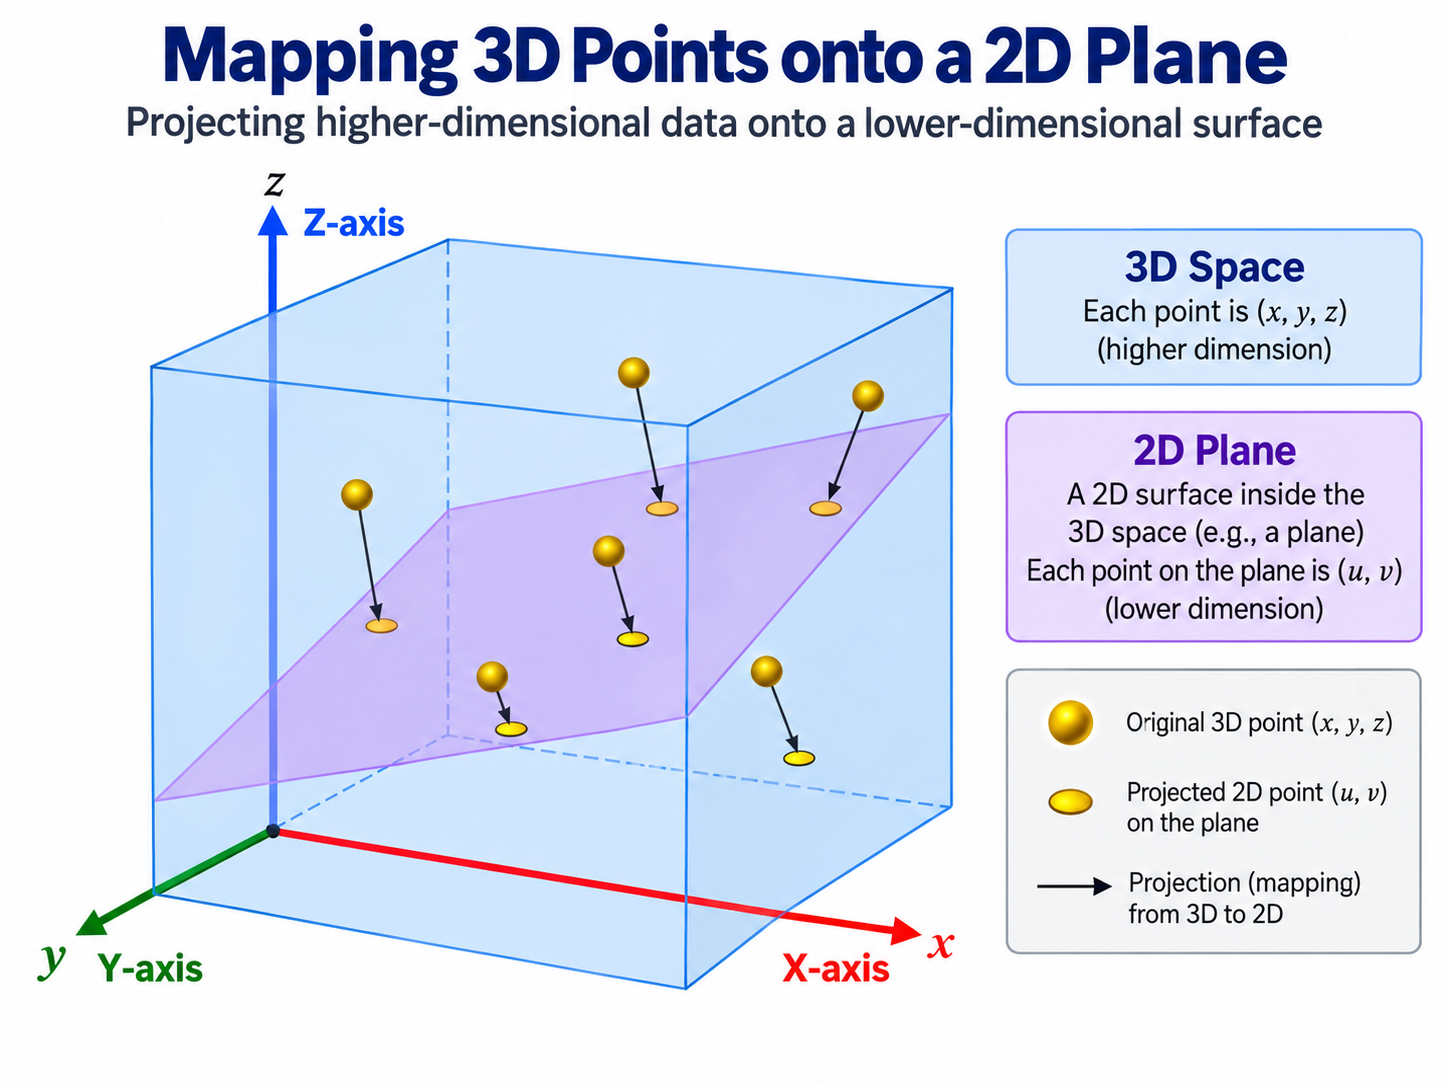 Mapping 3D Points onto a 2D Plane
Projecting higher-dimensional data onto a lower-dimensional surface
z
Z-axis
y
Y-axis
X-axis
x
3D Space
Each point is (x, y, z)
(higher dimension)
2D Plane
A 2D surface inside the
3D space (e.g., a plane)
Each point on the plane is (u, v)
(lower dimension)
Original 3D point (x, y, z)
Projected 2D point (u, v)
on the plane
Projection (mapping)
from 3D to 2D